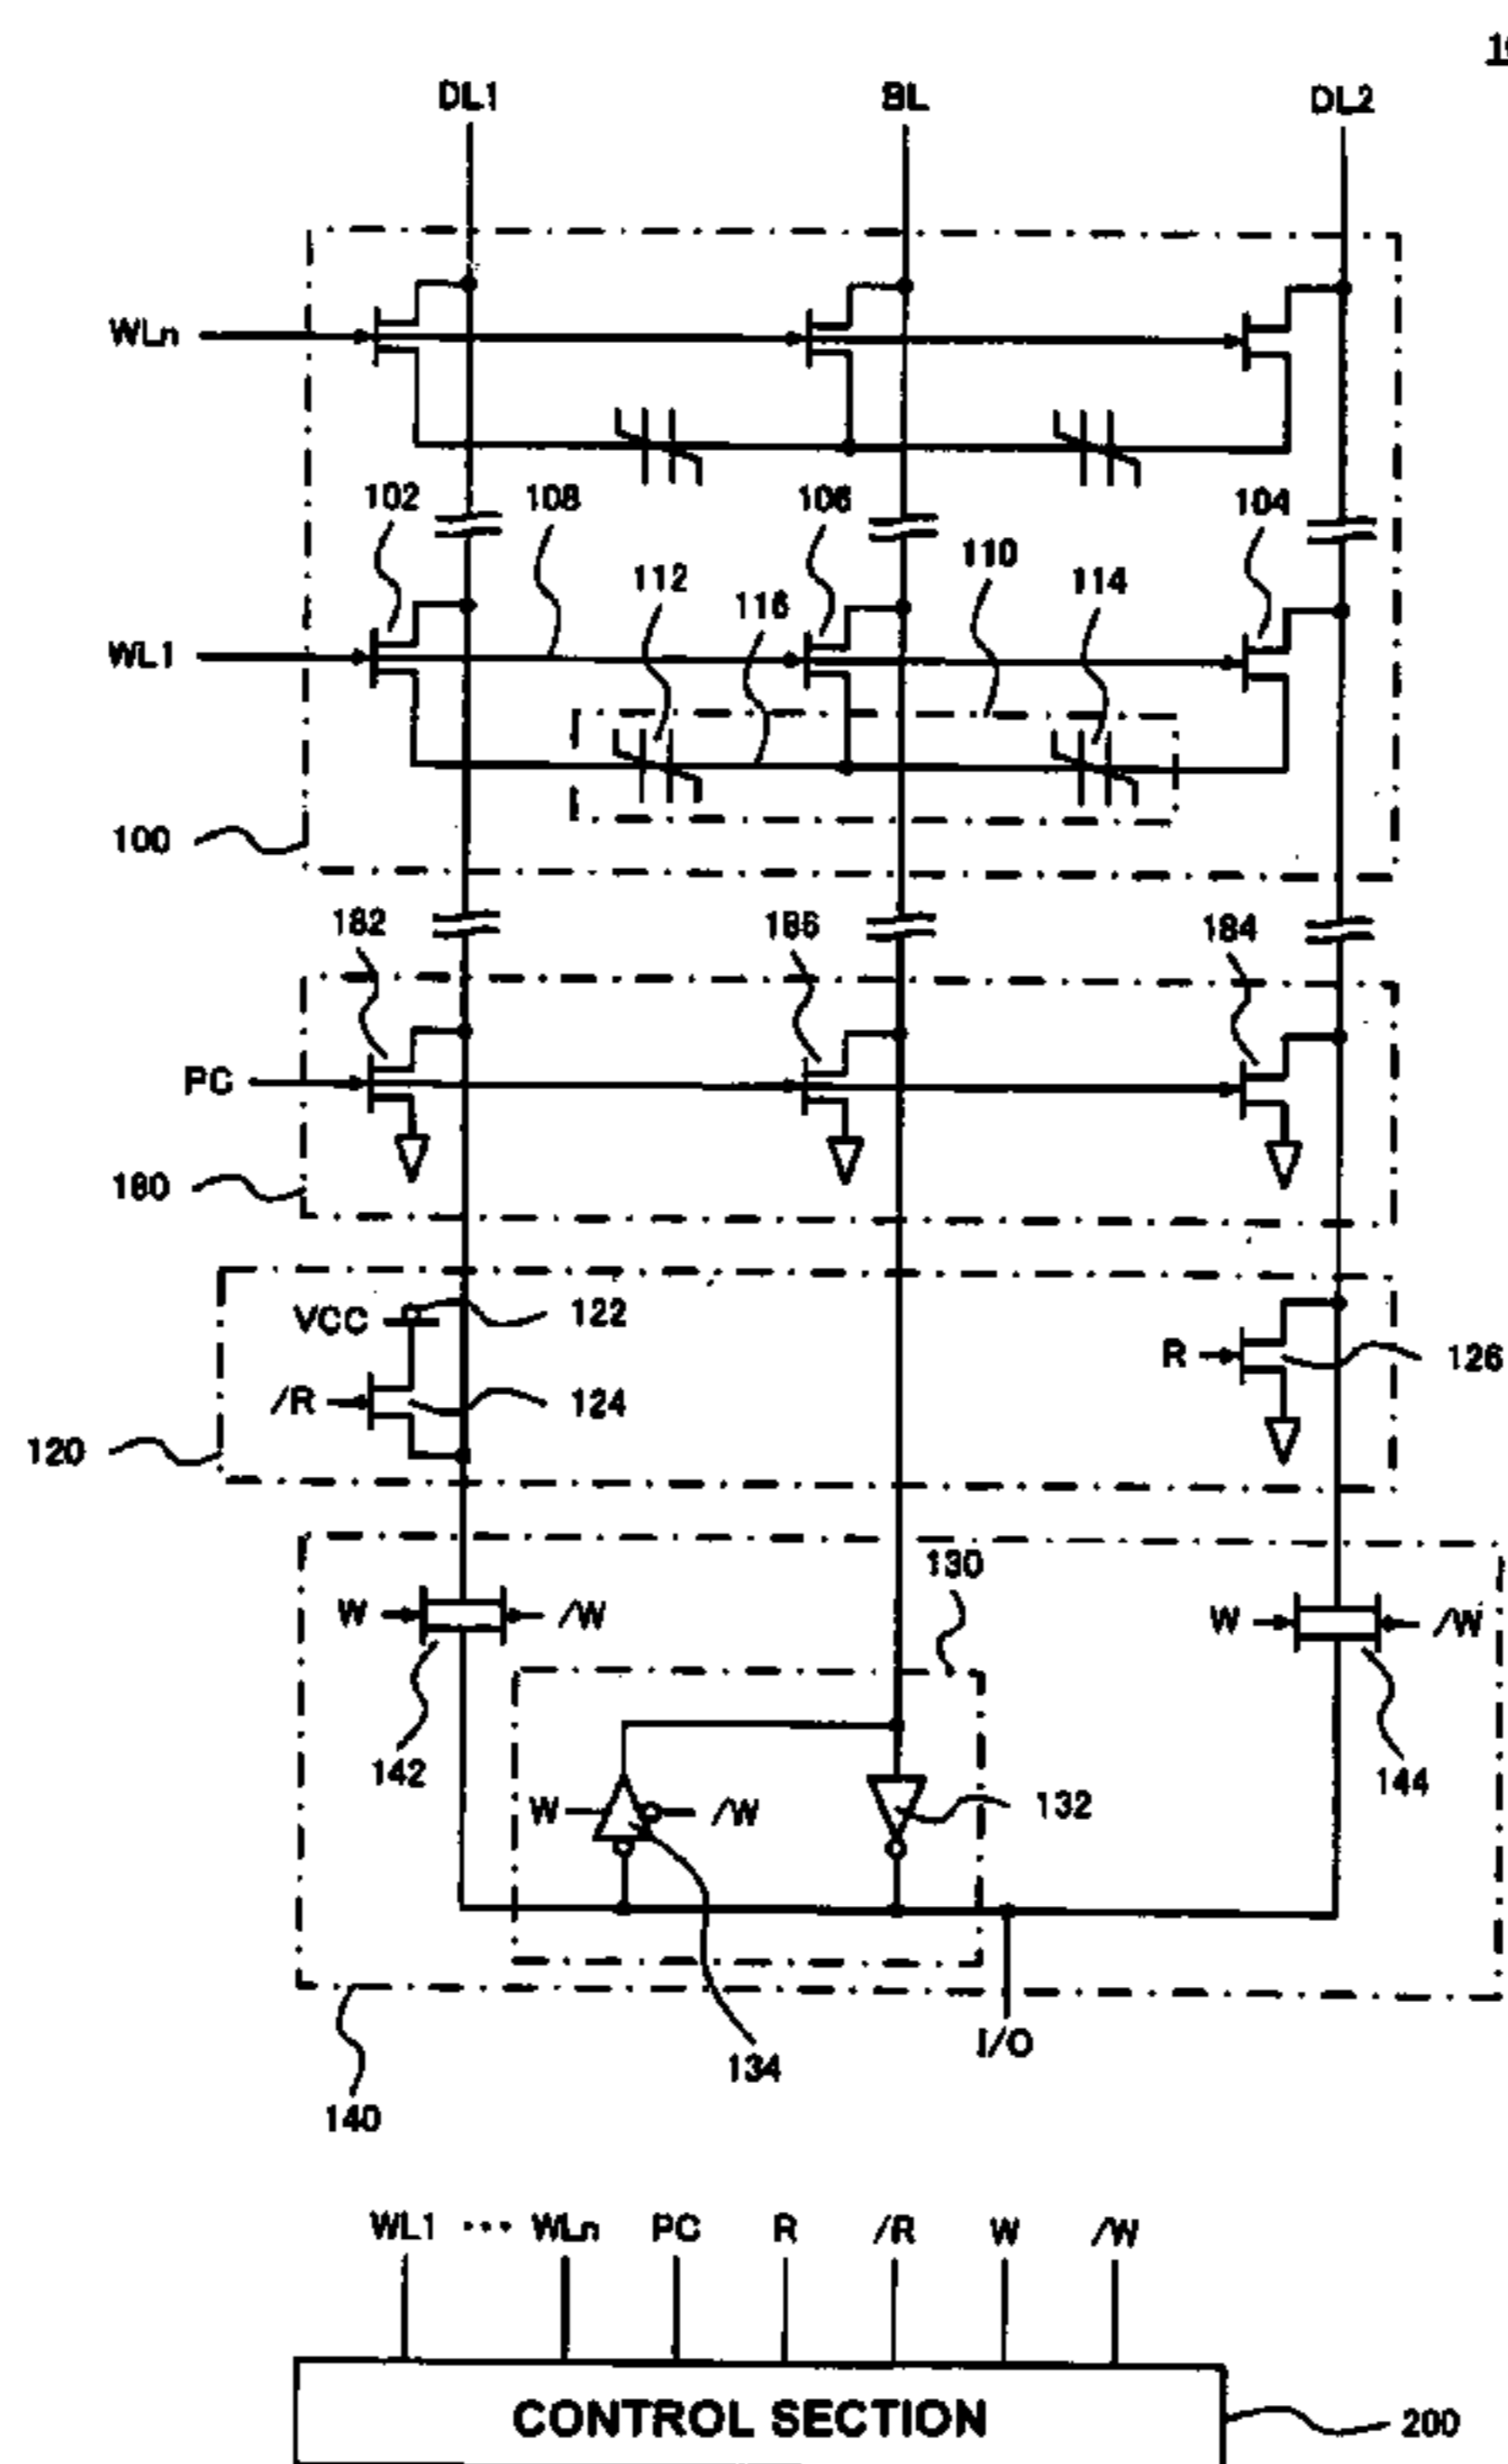 DL1 BL DL2
WLn
102 108 106 104
112 116 110 114
WL1
100
182 186 184
PC
180
VCC 122
R 126
/R 124
120
130
W /W W /W
142 144
W /W 132
I/O
134
140
WL1 ••• WLn PC R /R W /W
CONTROL SECTION 200